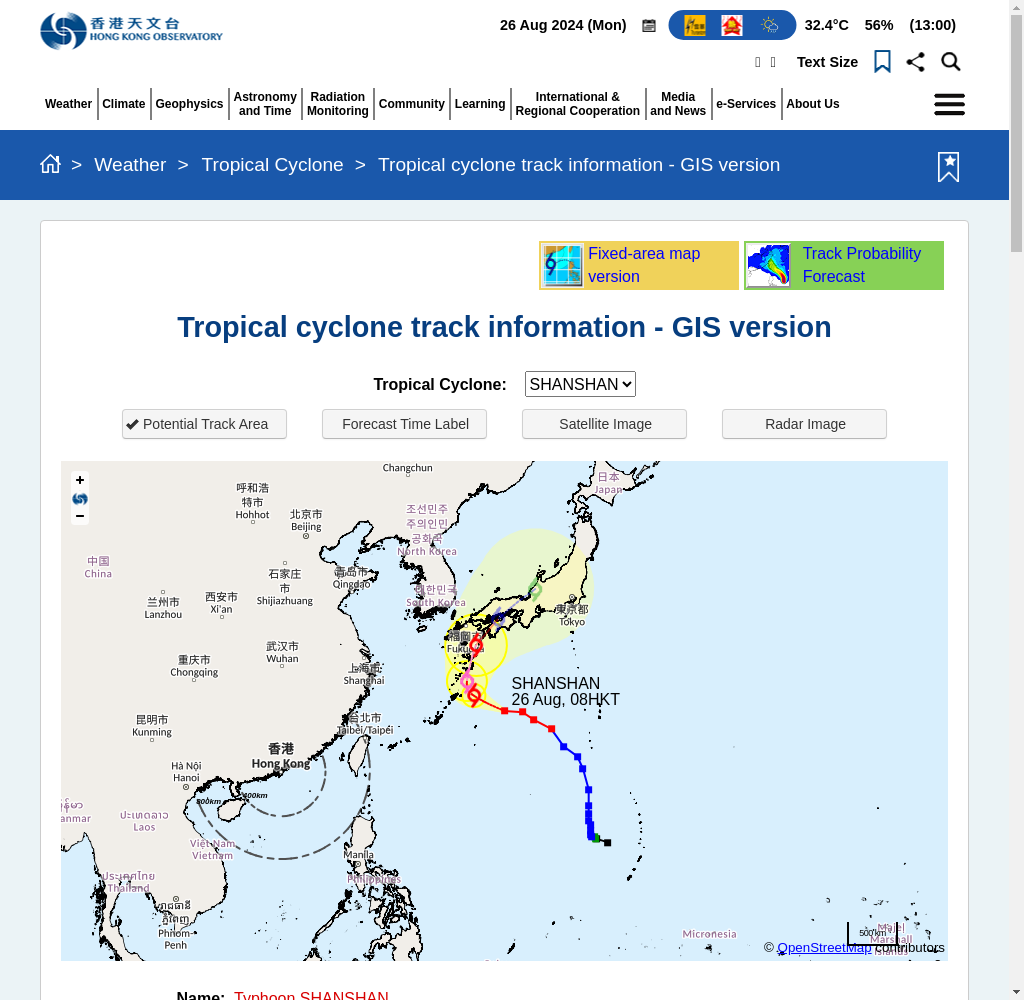 香港天文台
HONG KONG OBSERVATORY
26 Aug 2024 (Mon)
32.4°C 56% (13:00)
Text Size
Weather
Climate
Geophysics
Astronomy and Time
Radiation Monitoring
Community
Learning
International & Regional Cooperation
Media and News
e-Services
About Us
> Weather > Tropical Cyclone > Tropical cyclone track information - GIS version
Fixed-area map version
Track Probability Forecast
Tropical cyclone track information - GIS version
Tropical Cyclone: SHANSHAN
Potential Track Area
Forecast Time Label
Satellite Image
Radar Image
+
−
Changchun
日本
Japan
呼和浩
特市
Hohhot
北京市
Beijing
조선민주
주의인민
공화국
North Korea
中国
China
石家庄
市
Shijiazhuang
青岛市
Qingdao
대한민국
South Korea
兰州市
Lanzhou
西安市
Xi'an
東京都
Tokyo
福岡市
Fukuoka
武汉市
Wuhan
重庆市
Chongqing
上海市
Shanghai
SHANSHAN
26 Aug, 08HKT
昆明市
Kunming
台北市
Taibei/Taipei
香港
Hong Kong
Hà Nội
Hanoi
800km
400km
ປະເທດລາວ
Laos
Việt Nam
Vietnam
Manila
Philippines
ประเทศไทย
Thailand
Phnom
Penh
Micronesia
Majeḷ
Marshall
Islands
500 km
© OpenStreetMap contributors
Name: Typhoon SHANSHAN